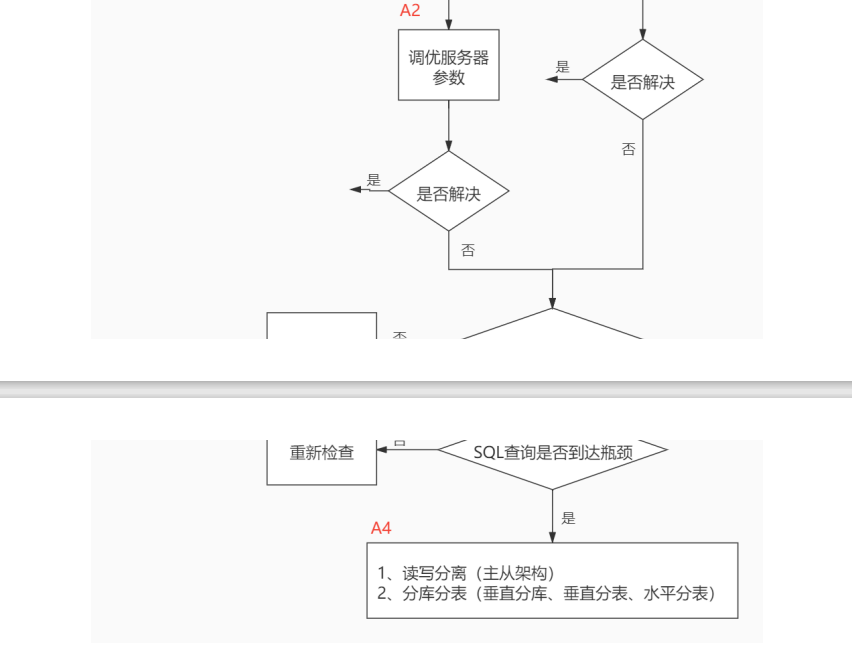 A2
调优服务器
参数
是
是否解决
否
是
是否解决
否
否
重新检查
SQL查询是否到达瓶颈
是
A4
1、读写分离（主从架构）
2、分库分表（垂直分库、垂直分表、水平分表）